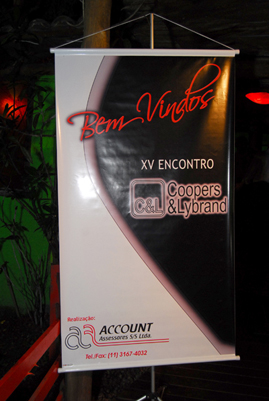 Bem Vindos
XV ENCONTRO
C&L Coopers
&Lybrand
Realização:
ACCOUNT
Assessores S/S Ltda.
Tel./Fax: (11) 3167-4032